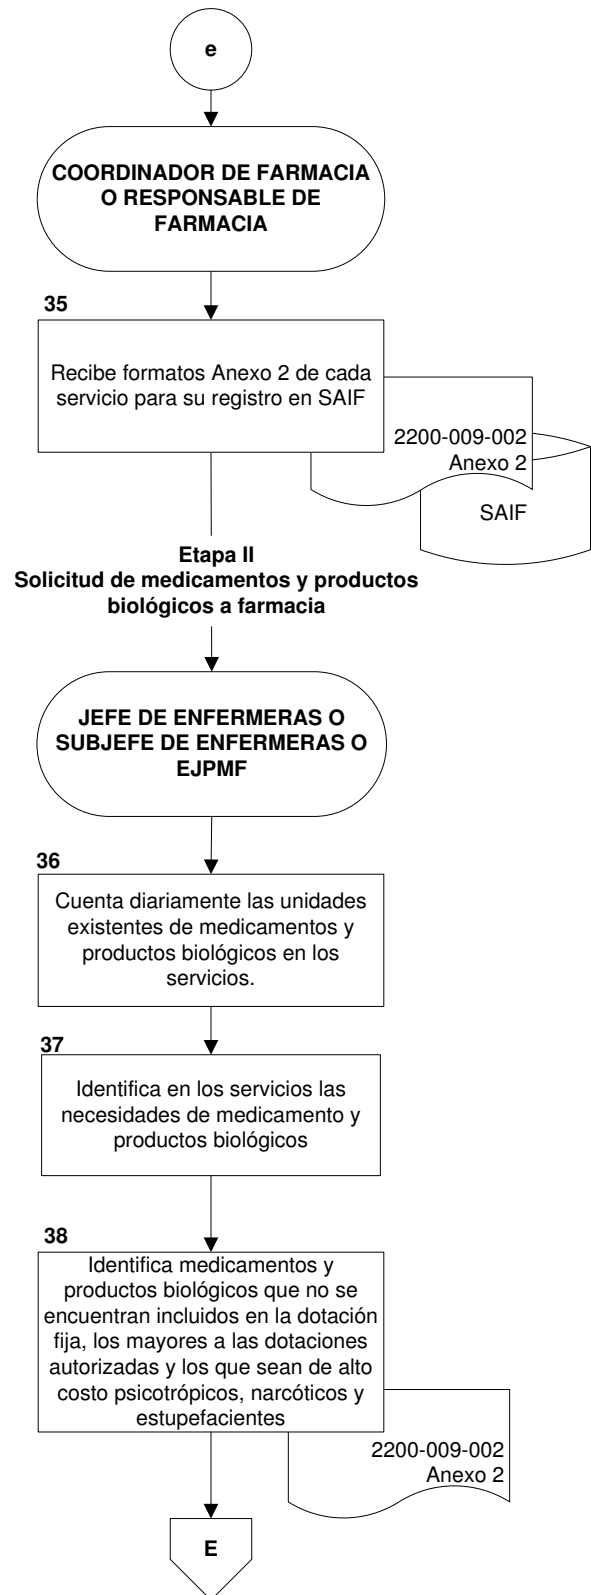 e
COORDINADOR DE FARMACIA
O RESPONSABLE DE
FARMACIA
35
Recibe formatos Anexo 2 de cada
servicio para su registro en SAIF
2200-009-002
Anexo 2
SAIF
Etapa II
Solicitud de medicamentos y productos
biológicos a farmacia
JEFE DE ENFERMERAS O
SUBJEFE DE ENFERMERAS O
EJPMF
36
Cuenta diariamente las unidades
existentes de medicamentos y
productos biológicos en los
servicios.
37
Identifica en los servicios las
necesidades de medicamento y
productos biológicos
38
Identifica medicamentos y
productos biológicos que no se
encuentran incluidos en la dotación
fija, los mayores a las dotaciones
autorizadas y los que sean de alto
costo psicotrópicos, narcóticos y
estupefacientes
2200-009-002
Anexo 2
E